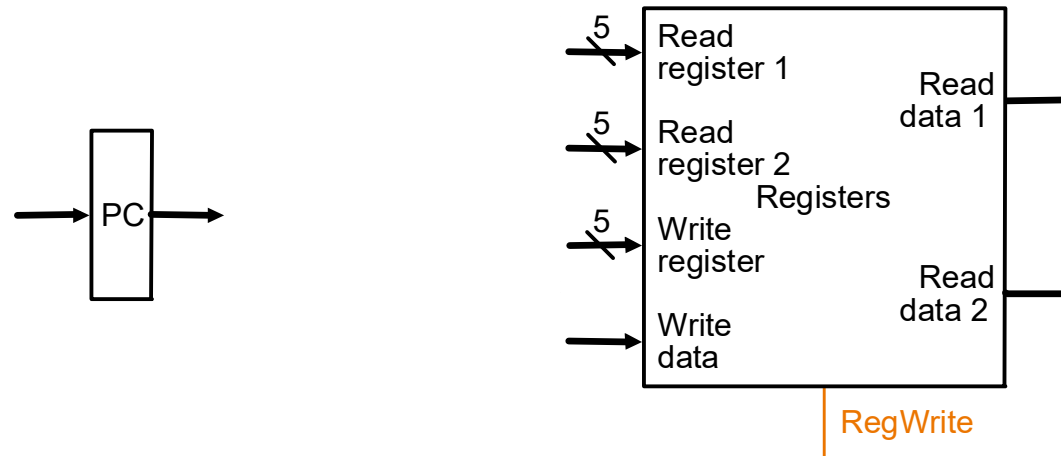 PC
5
Read
register 1
5
Read
register 2
5
Write
register
Write
data
Registers
Read
data 1
Read
data 2
RegWrite